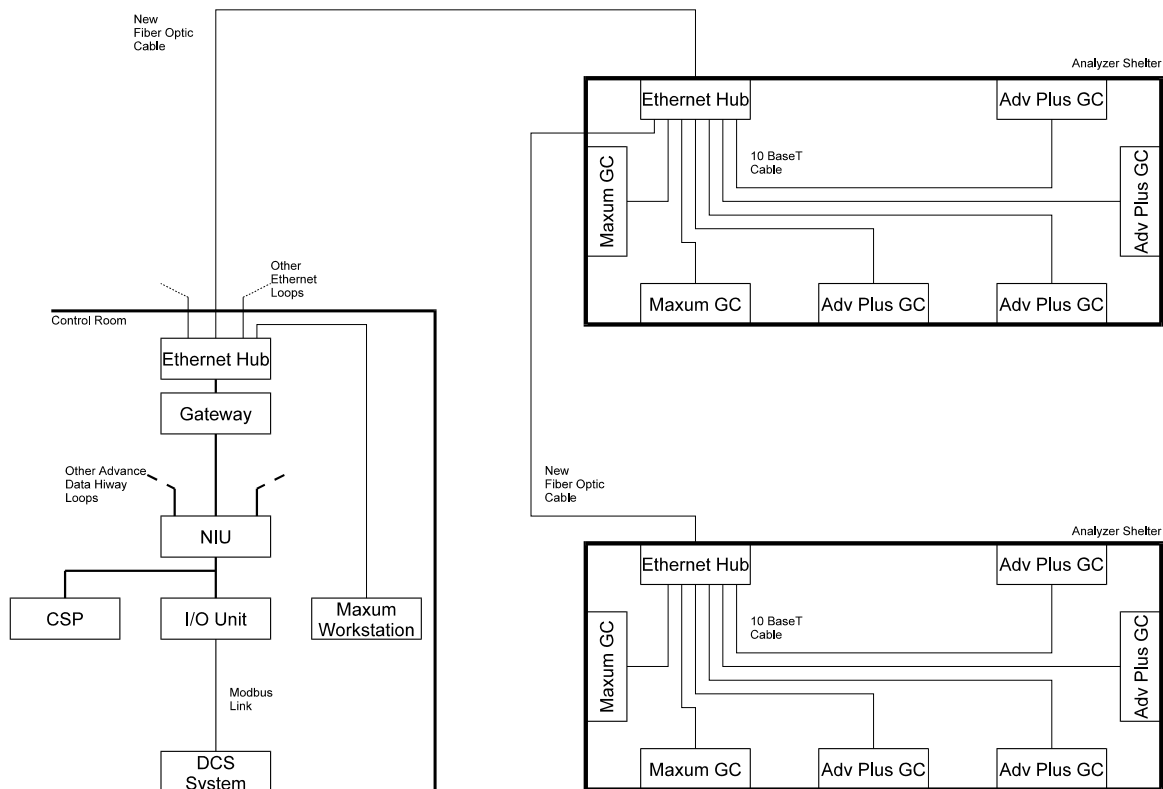 New
Fiber Optic
Cable
Analyzer Shelter
Ethernet Hub
Adv Plus GC
10 BaseT
Cable
Maxum GC
Adv Plus GC
Maxum GC
Adv Plus GC
Adv Plus GC
Other
Ethernet
Loops
Control Room
Ethernet Hub
Gateway
Other Advance
Data Hiway
Loops
NIU
CSP
I/O Unit
Maxum
Workstation
Modbus
Link
DCS
System
New
Fiber Optic
Cable
Analyzer Shelter
Ethernet Hub
Adv Plus GC
10 BaseT
Cable
Maxum GC
Adv Plus GC
Maxum GC
Adv Plus GC
Adv Plus GC